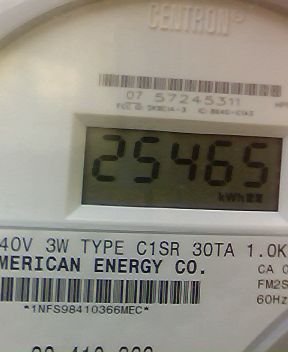 CENTRON®
07 57245311
25465
kWh
40V 3W TYPE C1SR 30TA 1.0K
MERICAN ENERGY CO.
CA 0
FM2S
60Hz
*1NFS98410366MEC*